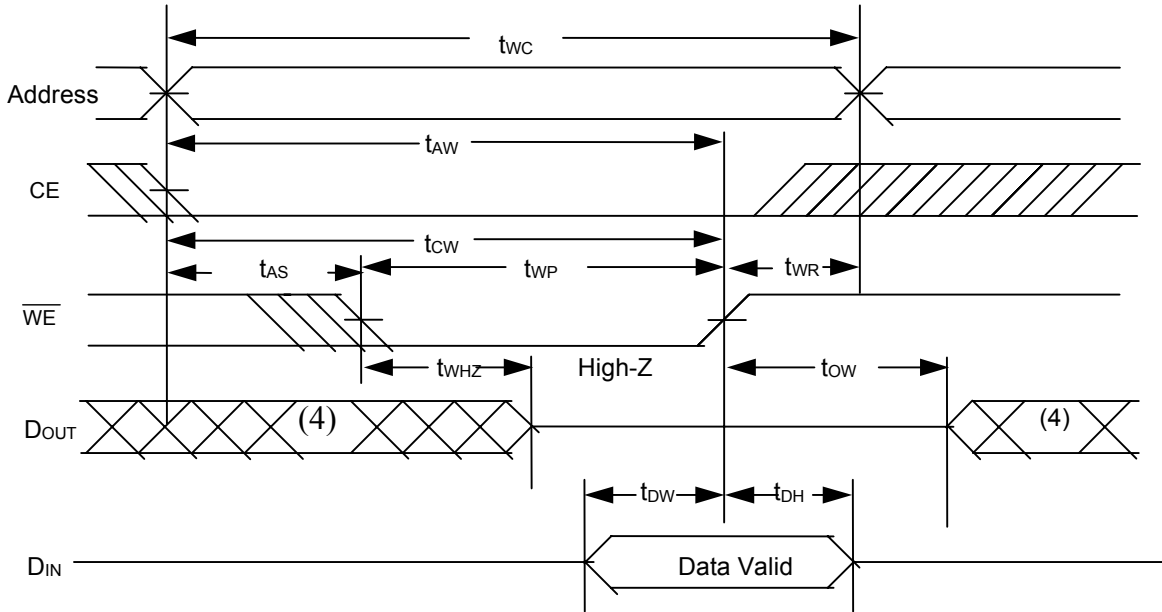 tWC
Address
tAW
CE
tCW
tAS tWP tWR
WE
tWHZ High-Z tOW
DOUT (4) (4)
tDW tDH
DIN Data Valid